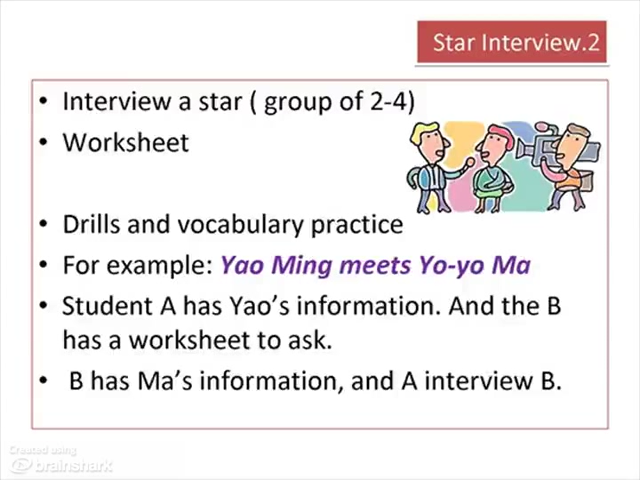 Star Interview.2
• Interview a star ( group of 2-4)
• Worksheet
• Drills and vocabulary practice
• For example: Yao Ming meets Yo-yo Ma
• Student A has Yao's information. And the B
has a worksheet to ask.
• B has Ma's information, and A interview B.
Created using
brainshark